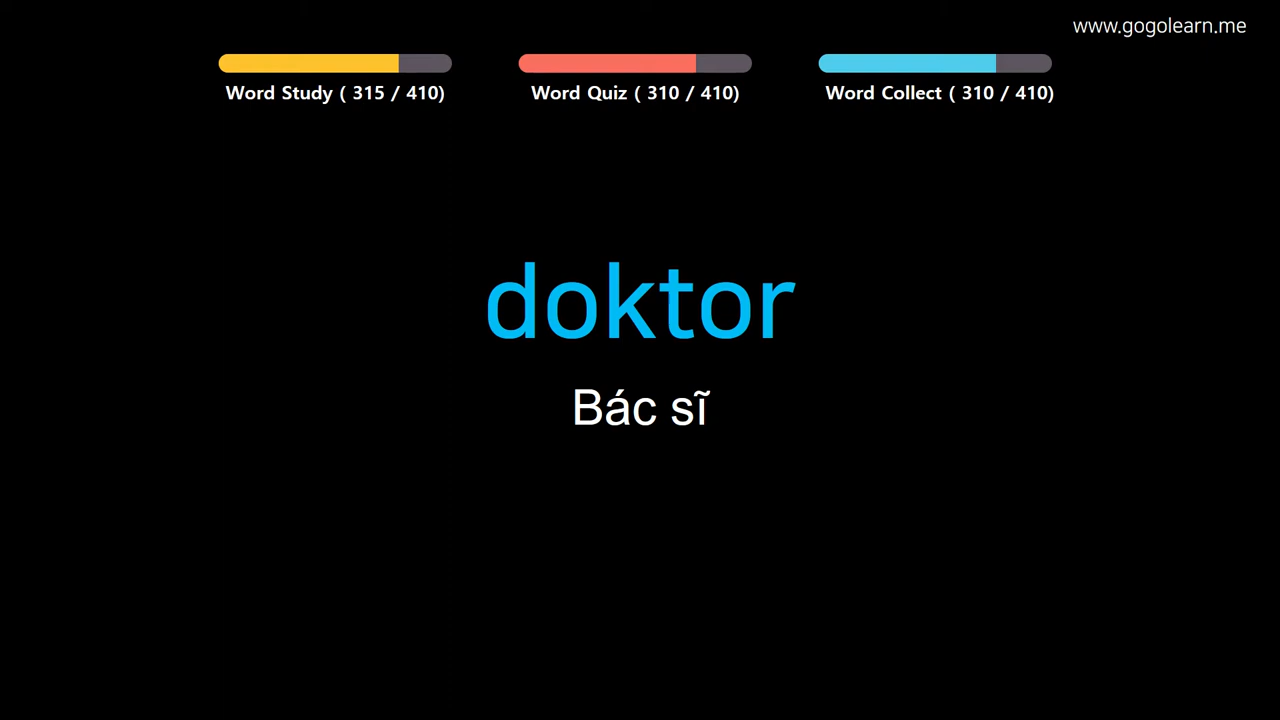 www.gogolearn.me
Word Study ( 315 / 410)
Word Quiz ( 310 / 410)
Word Collect ( 310 / 410)
doktor
Bác sĩ